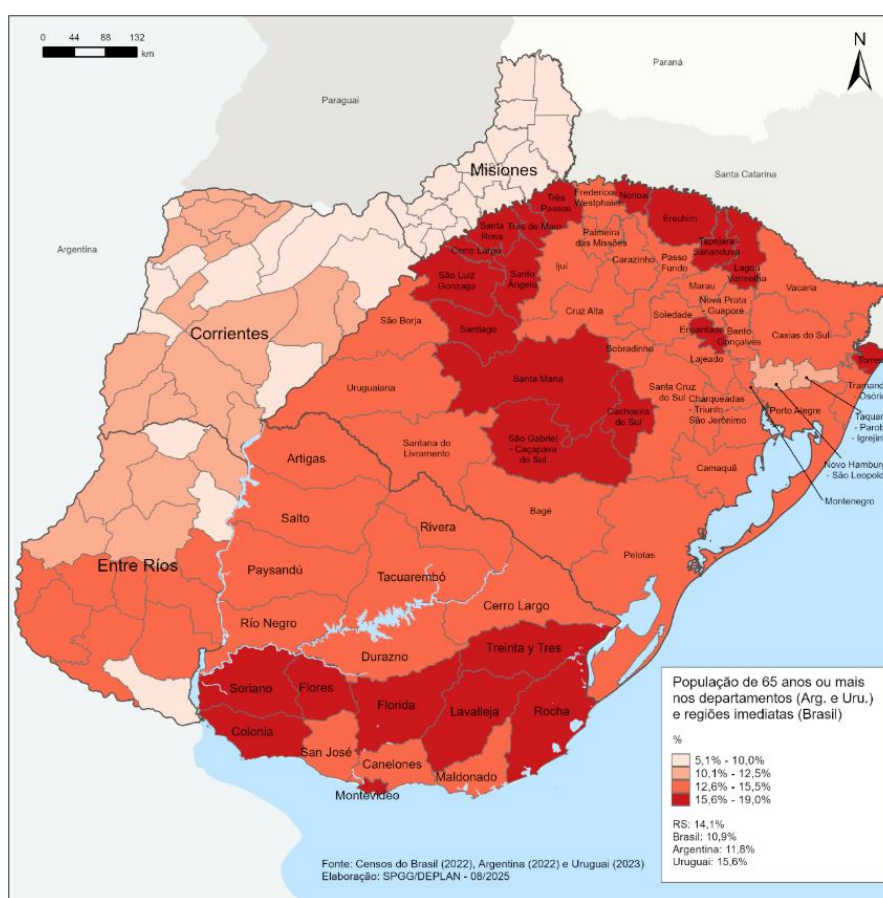 0 44 88 132
km
N
Paraná
Paraguai
Santa Catarina
Argentina
Misiones
Corrientes
Entre Ríos
Três
Passos
Frederico
Westphalen
Nonoai
Erechim
Santa
Rosa
Três de Maio
Palmeira
das Missões
Tapejara
Sananduva
Cerro Largo
Ijuí
Carazinho
Passo
Fundo
Lagoa
Vermelha
São Luiz
Gonzaga
Santo
Ângelo
Marau
Vacaria
São Borja
Cruz Alta
Soledade
Nova Prata
- Guaporé
Santiago
Encantado
Bento
Gonçalves
Caxias do Sul
Sobradinho
Lajeado
Torres
Uruguaiana
Santa Maria
Santa Cruz
do Sul
Charqueadas
- Triunfo -
São Jerônimo
Porto Alegre
Cachoeira
do Sul
Santana do
Livramento
São Gabriel
- Caçapava
do Sul
Camaquã
Novo Hamburg
- São Leopold
Montenegro
Bagé
Pelotas
Artigas
Salto
Rivera
Paysandú
Tacuarembó
Cerro Largo
Río Negro
Durazno
Treinta y Tres
Soriano
Flores
Florida
Lavalleja
Rocha
Colonia
San José
Canelones
Maldonado
Montevideo
População de 65 anos ou mais
nos departamentos (Arg. e Uru.)
e regiões imediatas (Brasil)
%
5,1% - 10,0%
10,1% - 12,5%
12,6% - 15,5%
15,6% - 19,0%
RS: 14,1%
Brasil: 10,9%
Argentina: 11,8%
Uruguai: 15,6%
Fonte: Censos do Brasil (2022), Argentina (2022) e Uruguai (2023)
Elaboração: SPGG/DEPLAN - 08/2025